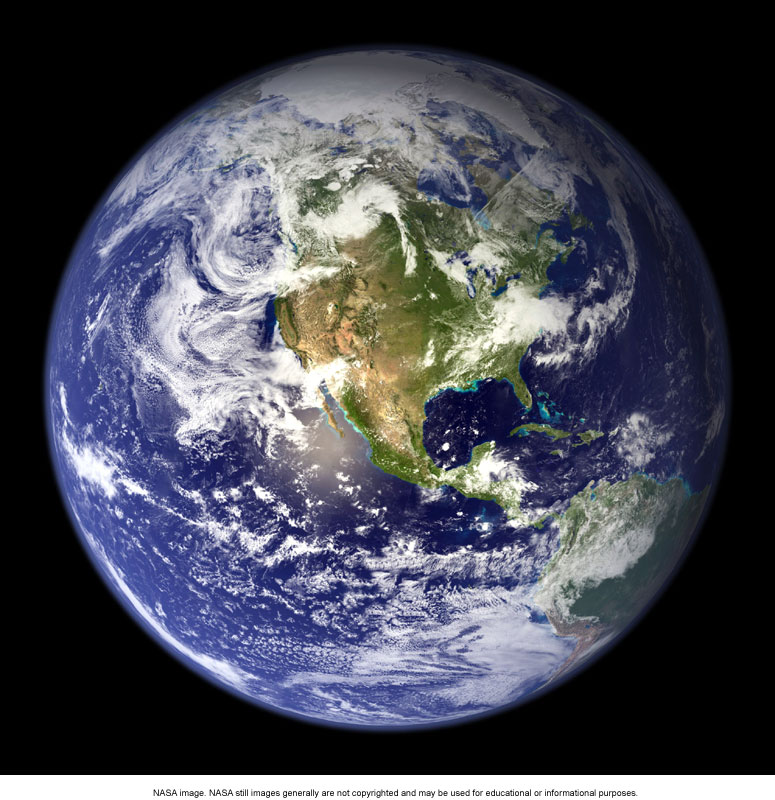 NASA image. NASA still images generally are not copyrighted and may be used for educational or informational purposes.